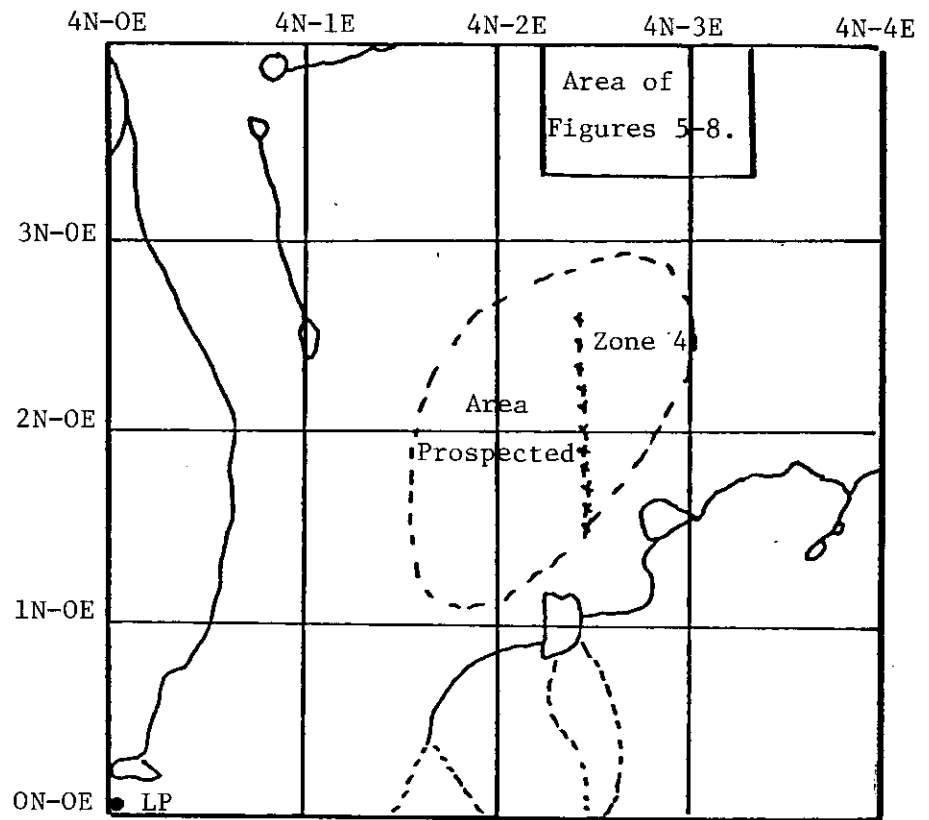 4N-0E 4N-1E 4N-2E 4N-3E 4N-4E
Area of
Figures 5-8.
3N-0E
Zone 4
Area
2N-0E
Prospected
1N-0E
0N-0E
LP